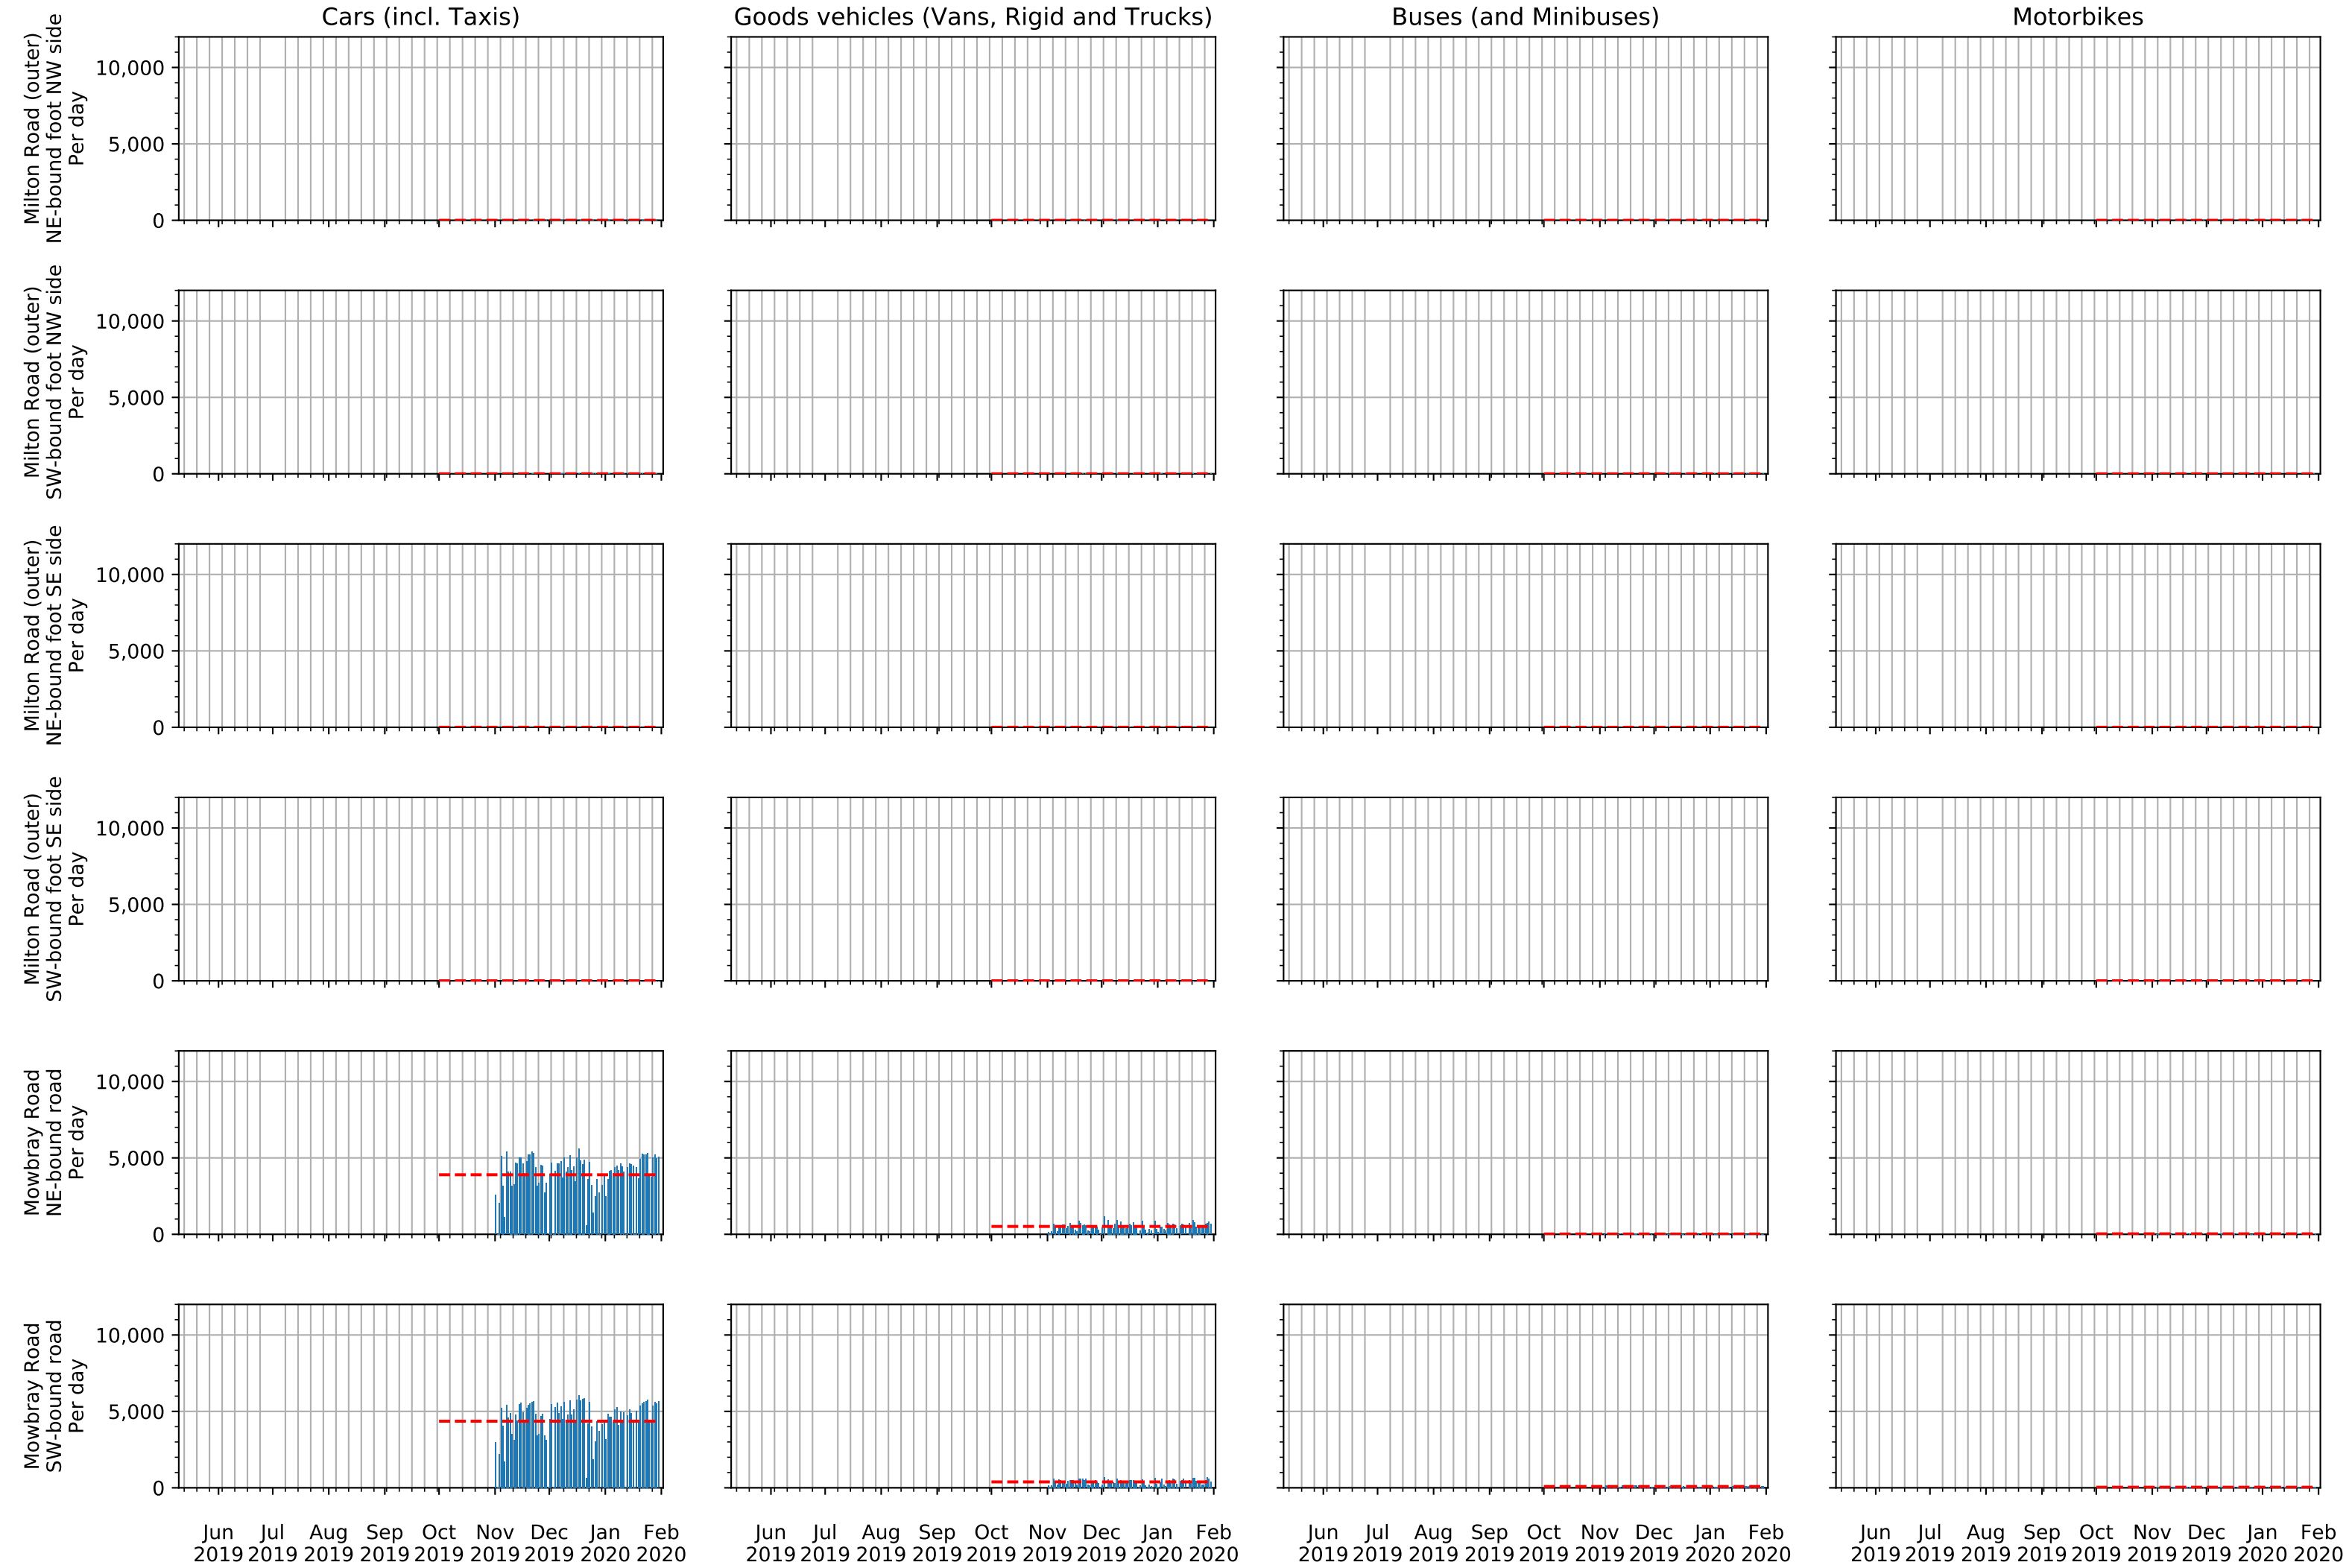 Cars (incl. Taxis)
Goods vehicles (Vans, Rigid and Trucks)
Buses (and Minibuses)
Motorbikes
Milton Road (outer)
NE-bound foot NW side
Per day
10,000
5,000
0
Milton Road (outer)
SW-bound foot NW side
Per day
10,000
5,000
0
Milton Road (outer)
NE-bound foot SE side
Per day
10,000
5,000
0
Milton Road (outer)
SW-bound foot SE side
Per day
10,000
5,000
0
Mowbray Road
NE-bound road
Per day
10,000
5,000
0
Mowbray Road
SW-bound road
Per day
10,000
5,000
0
Jun Jul Aug Sep Oct Nov Dec Jan Feb
2019 2019 2019 2019 2019 2019 2019 2020 2020
Jun Jul Aug Sep Oct Nov Dec Jan Feb
2019 2019 2019 2019 2019 2019 2019 2020 2020
Jun Jul Aug Sep Oct Nov Dec Jan Feb
2019 2019 2019 2019 2019 2019 2019 2020 2020
Jun Jul Aug Sep Oct Nov Dec Jan Feb
2019 2019 2019 2019 2019 2019 2019 2020 2020